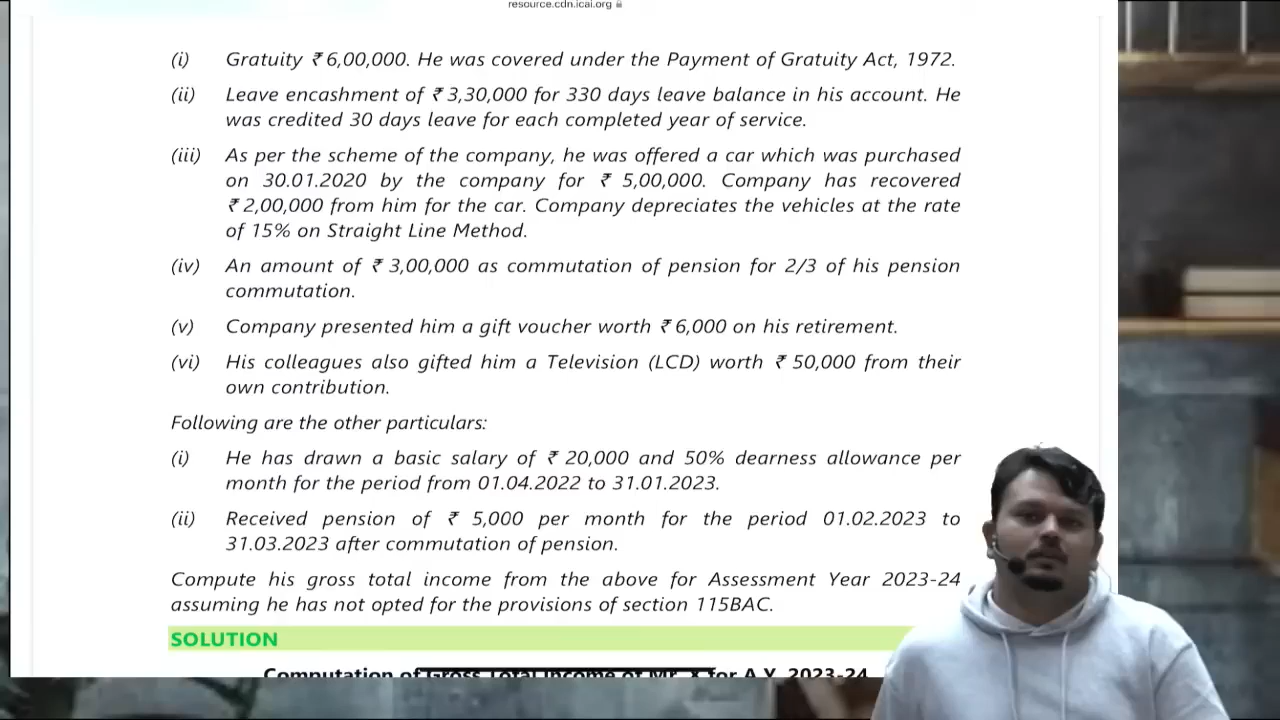 resource.cdn.icai.org
(i) Gratuity ₹ 6,00,000. He was covered under the Payment of Gratuity Act, 1972.
(ii) Leave encashment of ₹ 3,30,000 for 330 days leave balance in his account. He
was credited 30 days leave for each completed year of service.
(iii) As per the scheme of the company, he was offered a car which was purchased
on 30.01.2020 by the company for ₹ 5,00,000. Company has recovered
₹ 2,00,000 from him for the car. Company depreciates the vehicles at the rate
of 15% on Straight Line Method.
(iv) An amount of ₹ 3,00,000 as commutation of pension for 2/3 of his pension
commutation.
(v) Company presented him a gift voucher worth ₹ 6,000 on his retirement.
(vi) His colleagues also gifted him a Television (LCD) worth ₹ 50,000 from their
own contribution.
Following are the other particulars:
(i) He has drawn a basic salary of ₹ 20,000 and 50% dearness allowance per
month for the period from 01.04.2022 to 31.01.2023.
(ii) Received pension of ₹ 5,000 per month for the period 01.02.2023 to
31.03.2023 after commutation of pension.
Compute his gross total income from the above for Assessment Year 2023-24
assuming he has not opted for the provisions of section 115BAC.
SOLUTION
Computation of Gross Total Income of Mr. X for A.Y. 2023-24